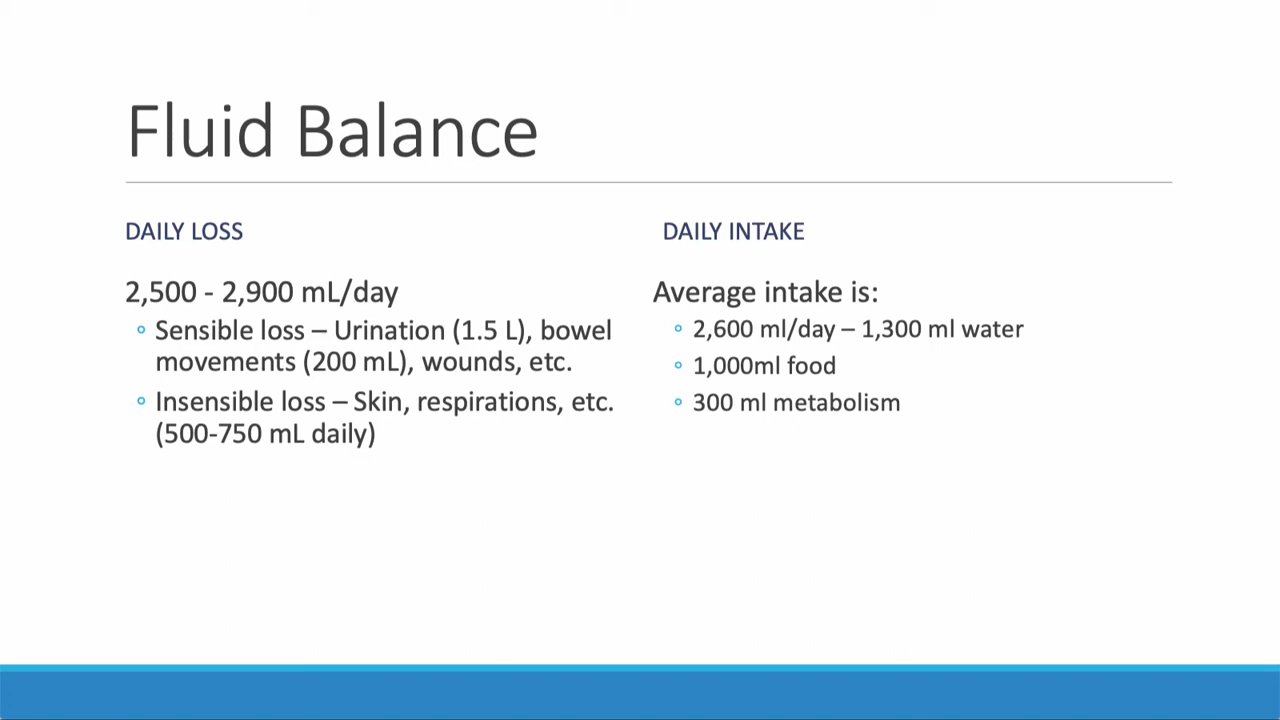 Fluid Balance
DAILY LOSS
2,500 - 2,900 mL/day
◦ Sensible loss – Urination (1.5 L), bowel
movements (200 mL), wounds, etc.
◦ Insensible loss – Skin, respirations, etc.
(500-750 mL daily)
DAILY INTAKE
Average intake is:
◦ 2,600 ml/day – 1,300 ml water
◦ 1,000ml food
◦ 300 ml metabolism